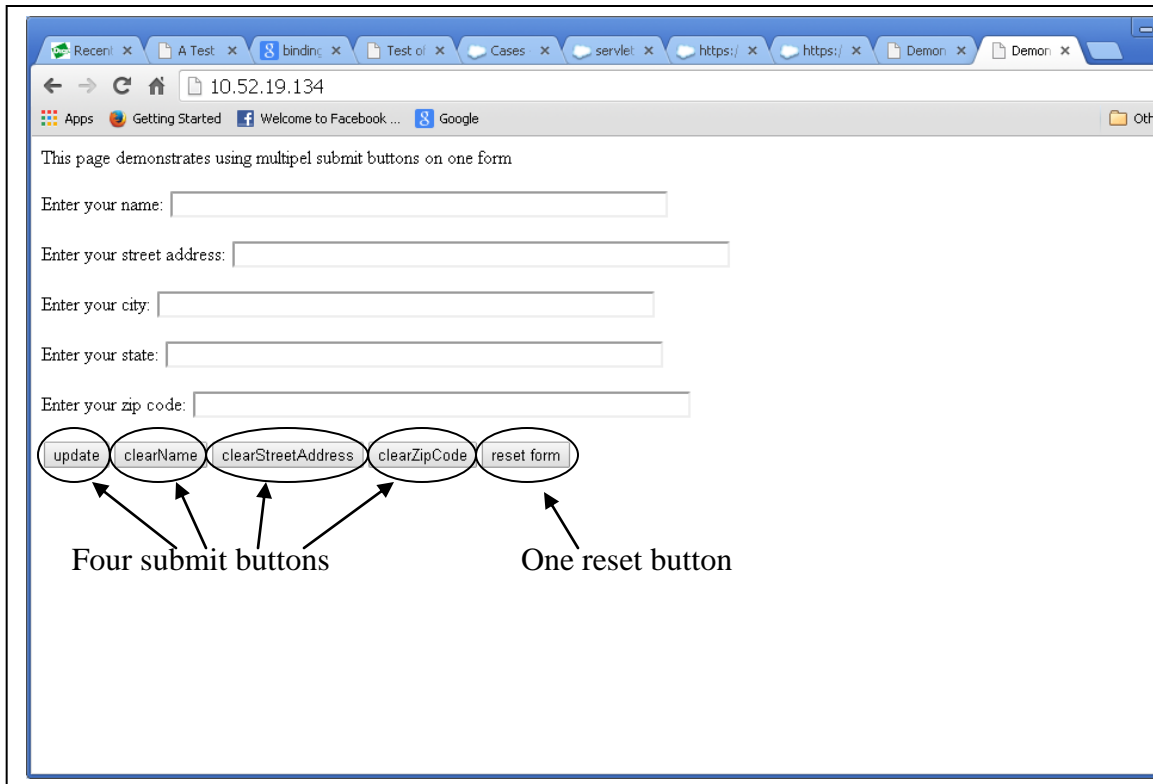 Recent A Test binding Test of Cases servlet https:/ https:/ Demon Demon
10.52.19.134
Apps Getting Started Welcome to Facebook ... Google Oth
This page demonstrates using multipel submit buttons on one form
Enter your name:
Enter your street address:
Enter your city:
Enter your state:
Enter your zip code:
update clearName clearStreetAddress clearZipCode reset form
Four submit buttons One reset button